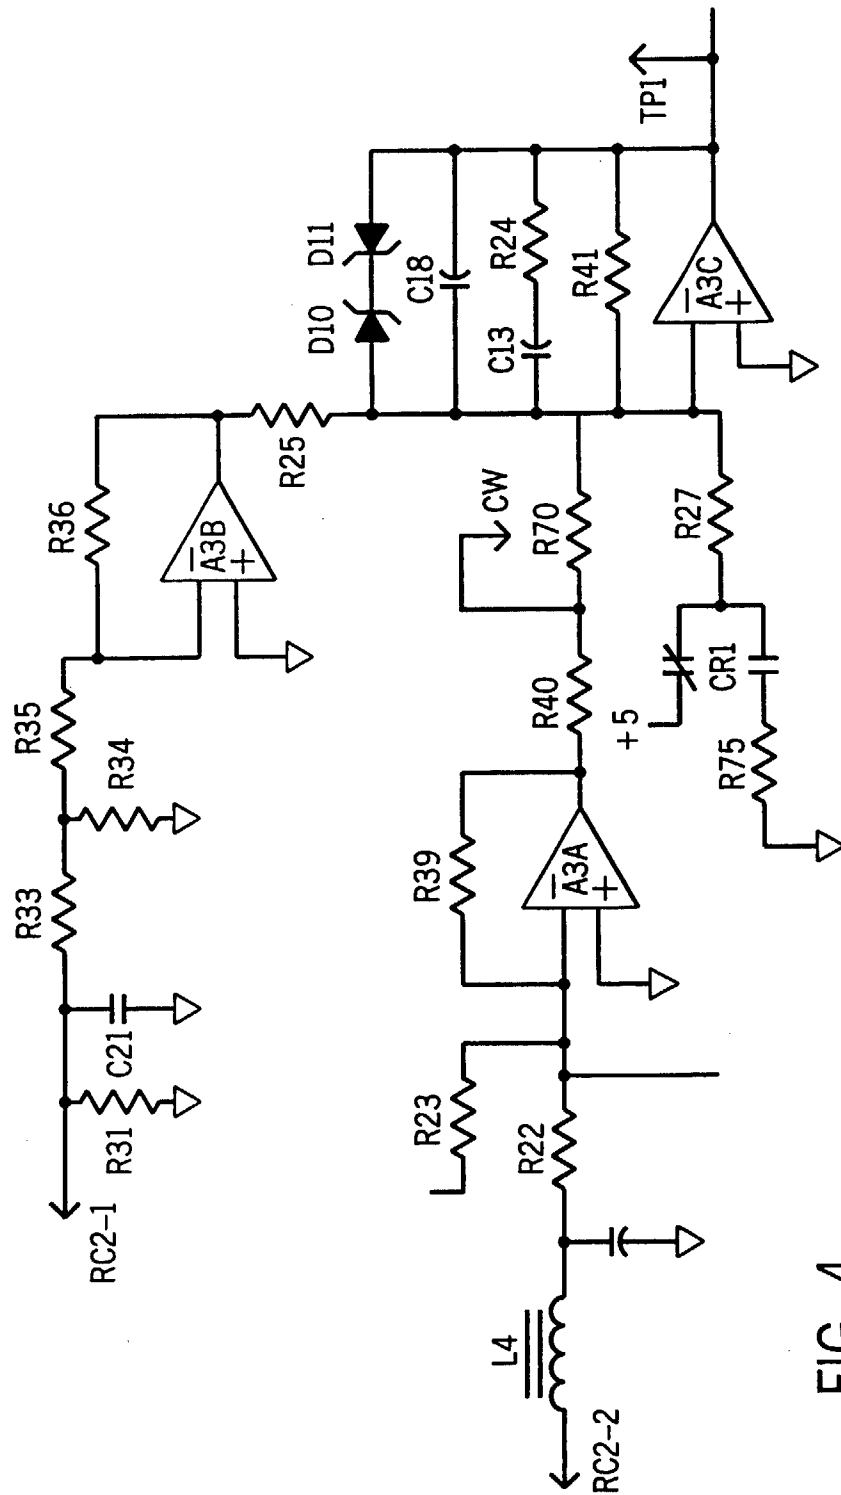 RC2-1
R31
C21
R33
R34
R35
R36
A3B
−
+
R25
D10
D11
C18
C13
R24
R41
A3C
−
+
TP1
RC2-2
L4
R22
R23
R39
A3A
−
+
R40
CW
R70
R27
+5
CR1
R75
FIG. 4